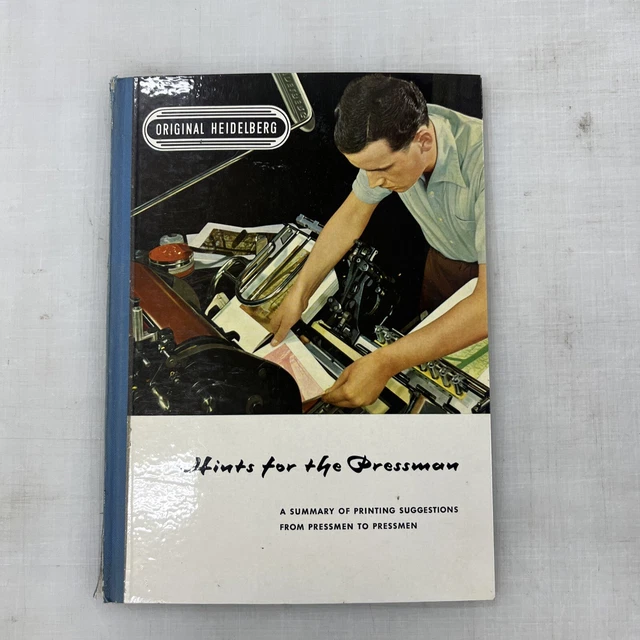 ORIGINAL HEIDELBERG
Hints for the Pressman
A SUMMARY OF PRINTING SUGGESTIONS
FROM PRESSMEN TO PRESSMEN